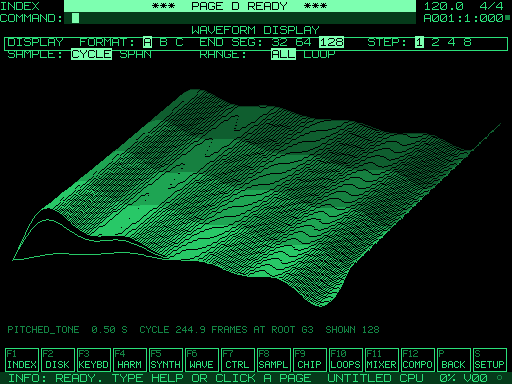 INDEX *** PAGE D READY *** 120.0 4/4
COMMAND: A001:1:000
WAVEFORM DISPLAY
DISPLAY FORMAT: A B C END SEG: 32 64 128 STEP: 1 2 4 8
SAMPLE: CYCLE SPAN RANGE: ALL LOOP
PITCHED_TONE 0.50 S CYCLE 244.9 FRAMES AT ROOT G3 SHOWN 128
F1 F2 F3 F4 F5 F6 F7 F8 F9 F10 F11 F12 P S
INDEX DISK KEYBD HARM SYNTH WAVE CTRL SAMPL CHIP LOOPS MIXER COMPO BACK SETUP
INFO: READY. TYPE HELP OR CLICK A PAGE UNTITLED CPU 0% V00